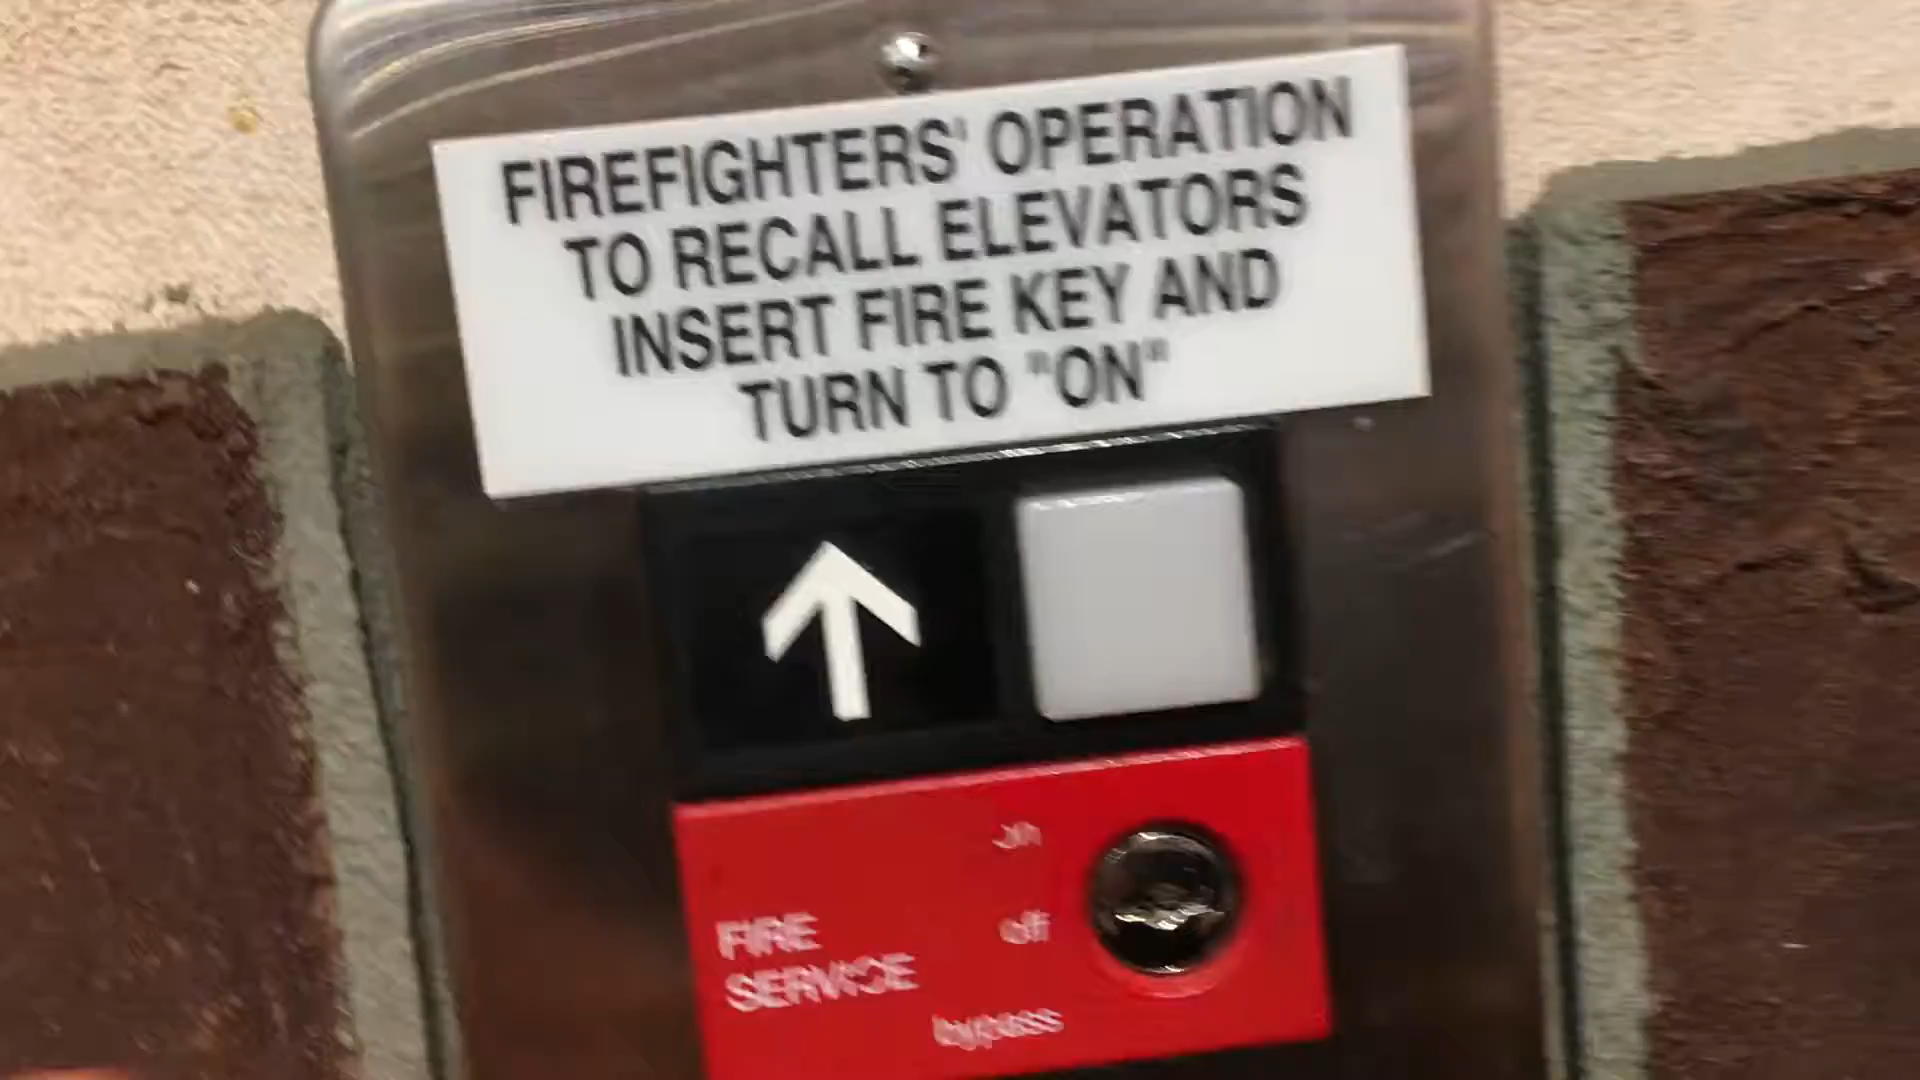 FIREFIGHTERS' OPERATION
TO RECALL ELEVATORS
INSERT FIRE KEY AND
TURN TO "ON"
on
off
FIRE
SERVICE
bypass